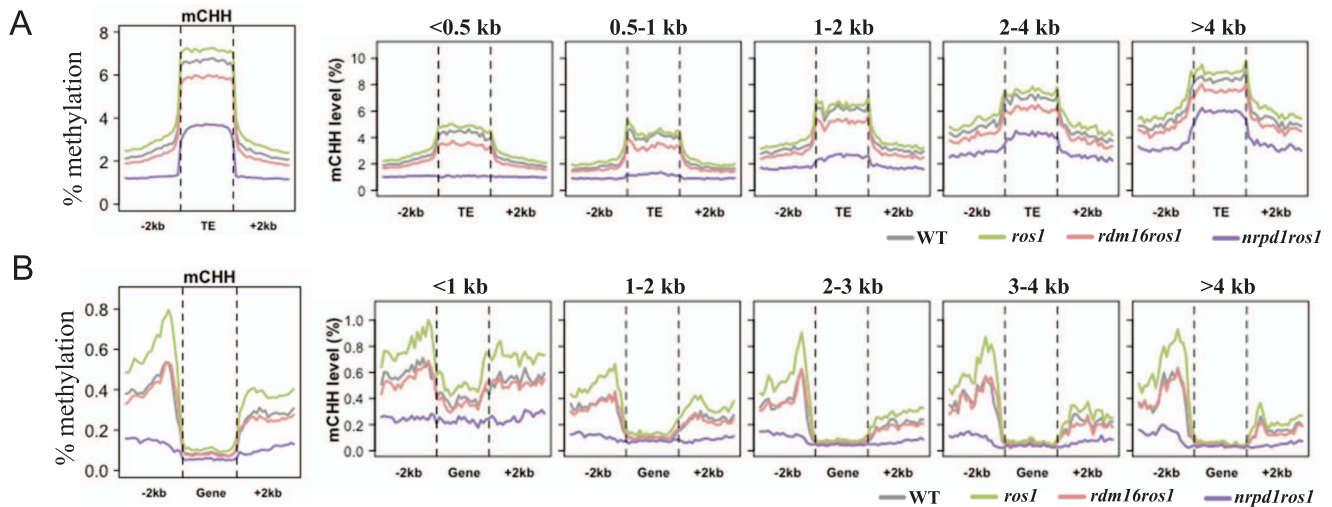 A
mCHH
<0.5 kb 0.5-1 kb 1-2 kb 2-4 kb >4 kb
% methylation
8
6
4
2
0
-2kb TE +2kb
mCHH level (%)
10
8
6
4
2
0
-2kb TE +2kb -2kb TE +2kb -2kb TE +2kb -2kb TE +2kb -2kb TE +2kb
WT ros1 rdm16ros1 nrpd1ros1
B
mCHH
<1 kb 1-2 kb 2-3 kb 3-4 kb >4 kb
% methylation
0.8
0.6
0.4
0.2
0.0
-2kb Gene +2kb
mCHH level (%)
1.0
0.8
0.6
0.4
0.2
0.0
-2kb Gene +2kb -2kb Gene +2kb -2kb Gene +2kb -2kb Gene +2kb -2kb Gene +2kb
WT ros1 rdm16ros1 nrpd1ros1